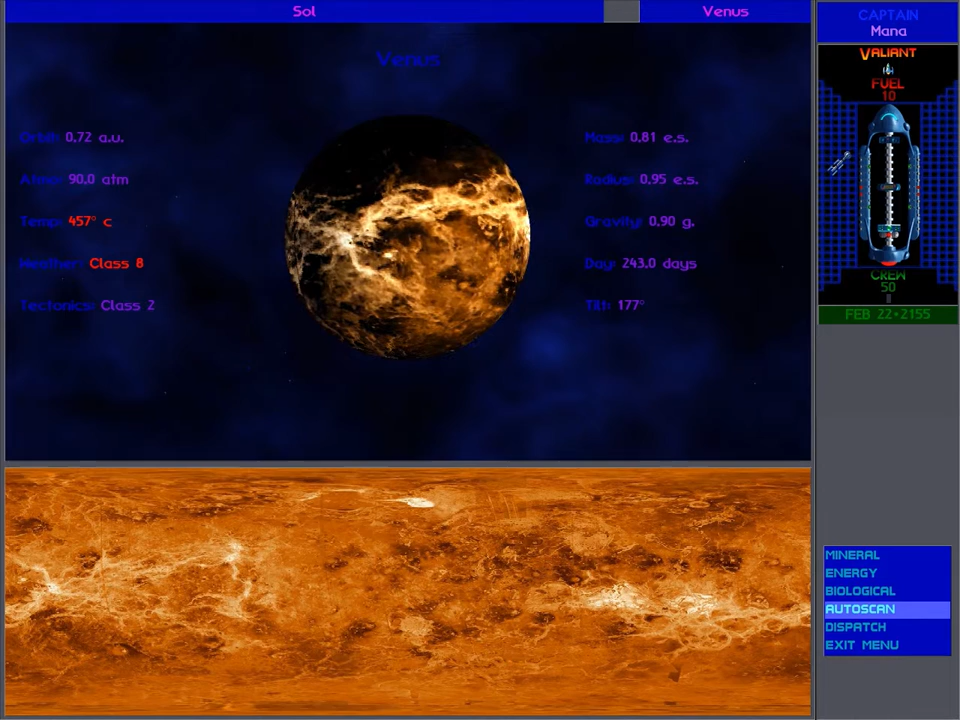 Sol
Venus
CAPTAIN
Mana
VALIANT
FUEL
10
Venus
Orbit: 0.72 a.u.
Atmo: 90.0 atm
Temp: 457° c
Weather: Class 8
Tectonics: Class 2
Mass: 0.81 e.s.
Radius: 0.95 e.s.
Gravity: 0.90 g.
Day: 243.0 days
Tilt: 177°
CREW
50
FEB 22•2155
MINERAL
ENERGY
BIOLOGICAL
AUTOSCAN
DISPATCH
EXIT MENU